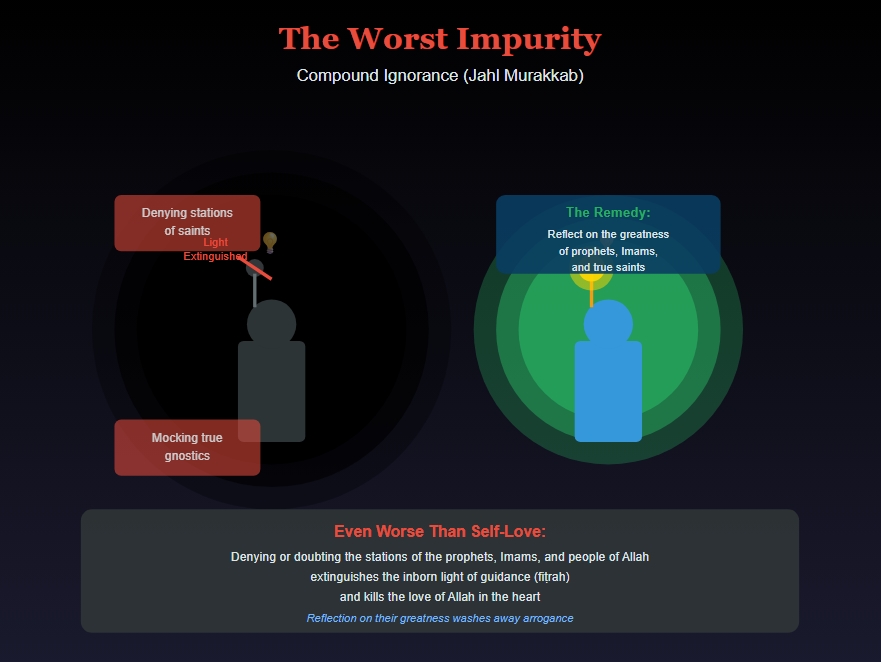 The Worst Impurity
Compound Ignorance (Jahl Murakkab)
Denying stations
of saints
Light
Extinguished
The Remedy:
Reflect on the greatness
of prophets, Imams,
and true saints
Mocking true
gnostics
Even Worse Than Self-Love:
Denying or doubting the stations of the prophets, Imams, and people of Allah
extinguishes the inborn light of guidance (fiṭrah)
and kills the love of Allah in the heart
Reflection on their greatness washes away arrogance